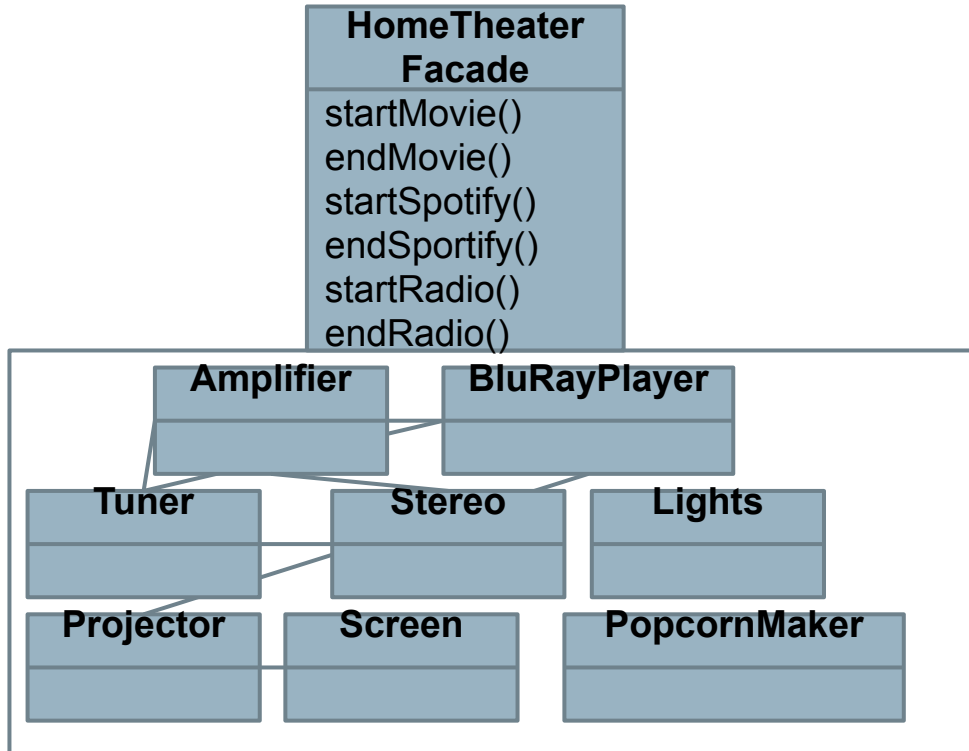 HomeTheater
Facade
startMovie()
endMovie()
startSpotify()
endSportify()
startRadio()
endRadio()
Amplifier
BluRayPlayer
Tuner
Stereo
Lights
Projector
Screen
PopcornMaker